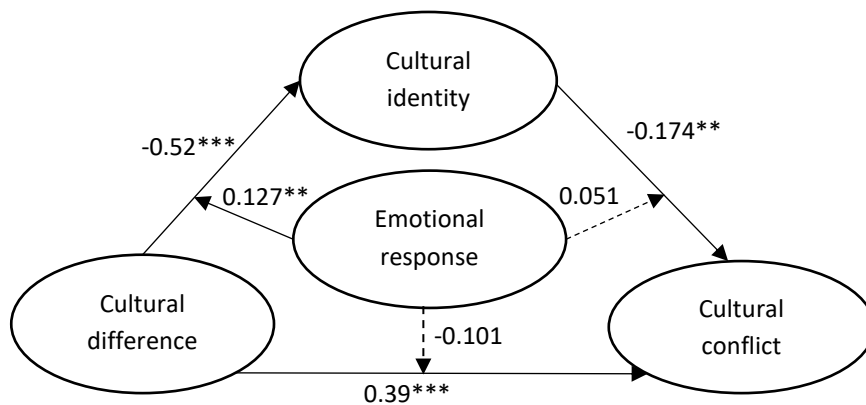 Cultural
identity
-0.52***
-0.174**
0.127**
Emotional
response
0.051
Cultural
difference
-0.101
Cultural
conflict
0.39***